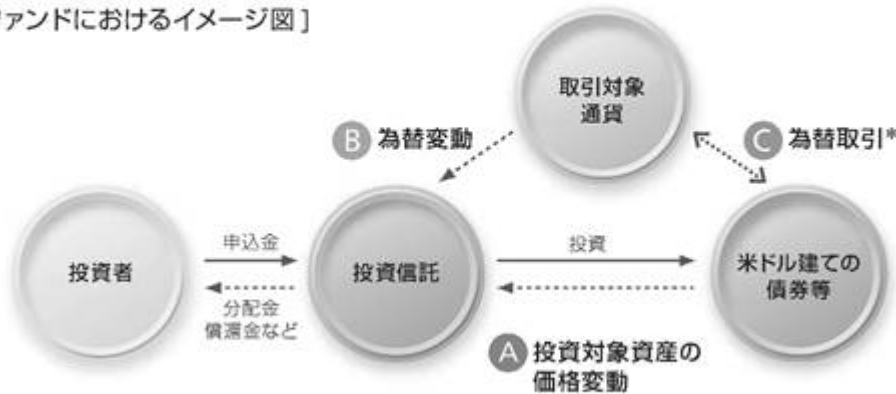 ファンドにおけるイメージ図]
取引対象
通貨
B 為替変動
C 為替取引*
投資者
申込金
分配金
償還金など
投資信託
投資
米ドル建ての
債券等
A 投資対象資産の
価格変動